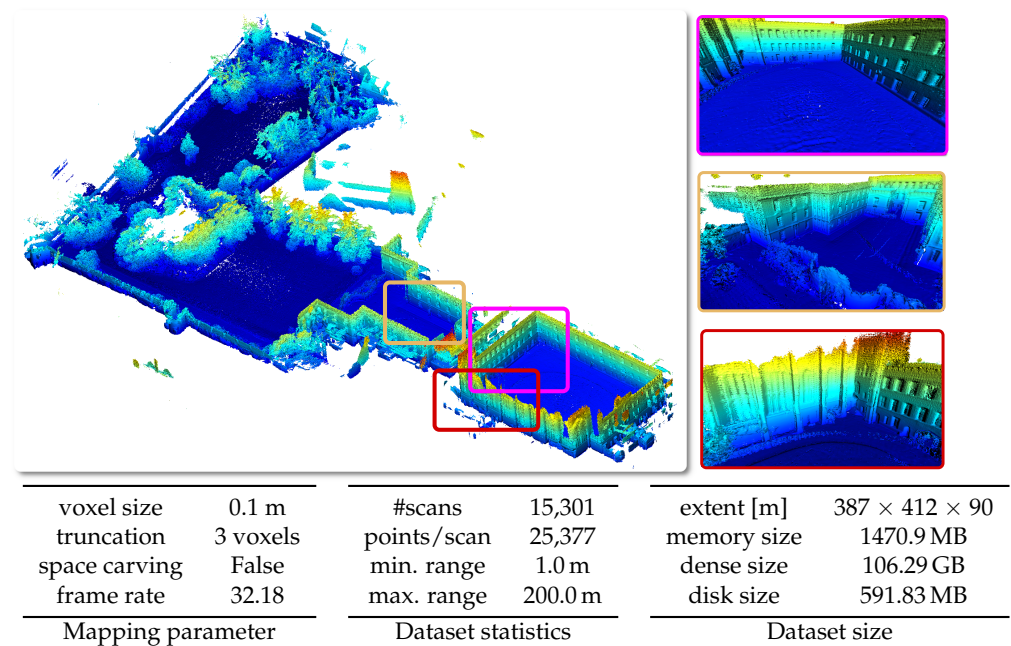 voxel size 0.1 m
truncation 3 voxels
space carving False
frame rate 32.18
Mapping parameter
#scans 15,301
points/scan 25,377
min. range 1.0 m
max. range 200.0 m
Dataset statistics
extent [m] 387 × 412 × 90
memory size 1470.9 MB
dense size 106.29 GB
disk size 591.83 MB
Dataset size